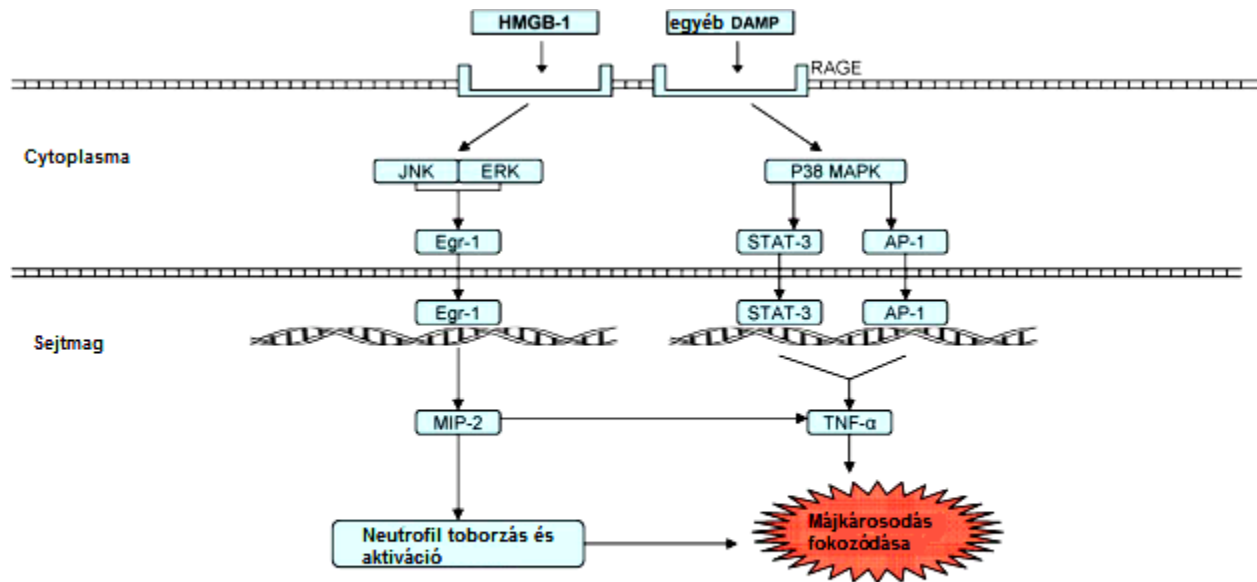 HMGB-1
egyéb DAMP
RAGE
Cytoplasma
JNK
ERK
P38 MAPK
Egr-1
STAT-3
AP-1
Egr-1
STAT-3
AP-1
Sejtmag
MIP-2
TNF-α
Neutrofil toborzás és
aktiváció
Májkárosodás
fokozódása